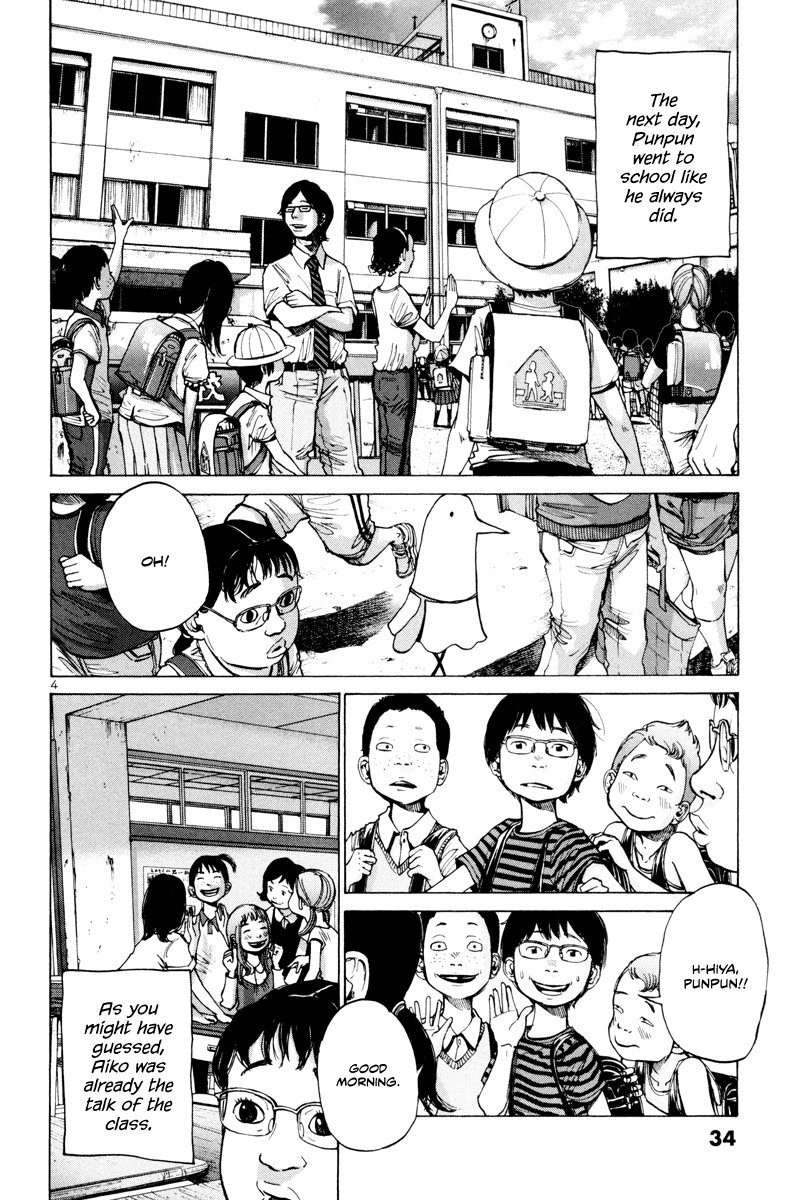 The
next day,
Punpun
went to
school like
he always
did.
OH!
4
H-HIYA,
PUNPUN!!
GOOD
MORNING.
As you
might have
guessed,
Aiko was
already the
talk of the
class.
34